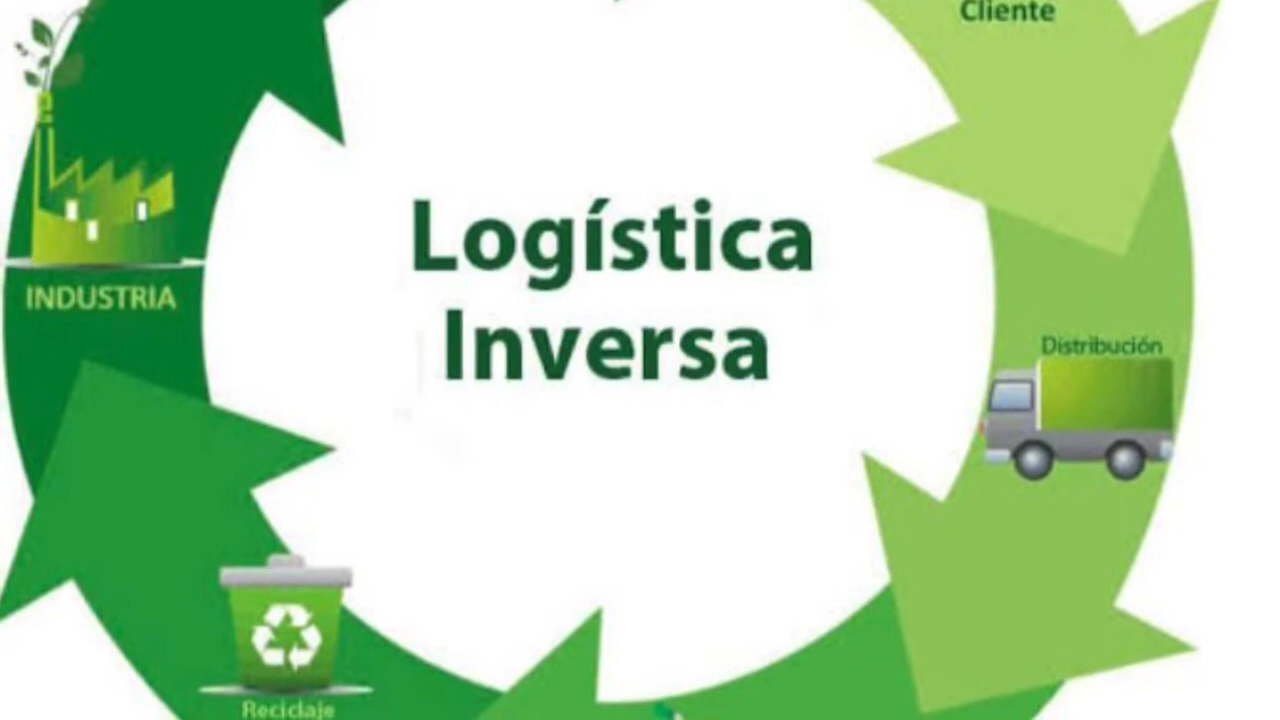 Cliente
Logística
Inversa
INDUSTRIA
Distribución
Reciclaje